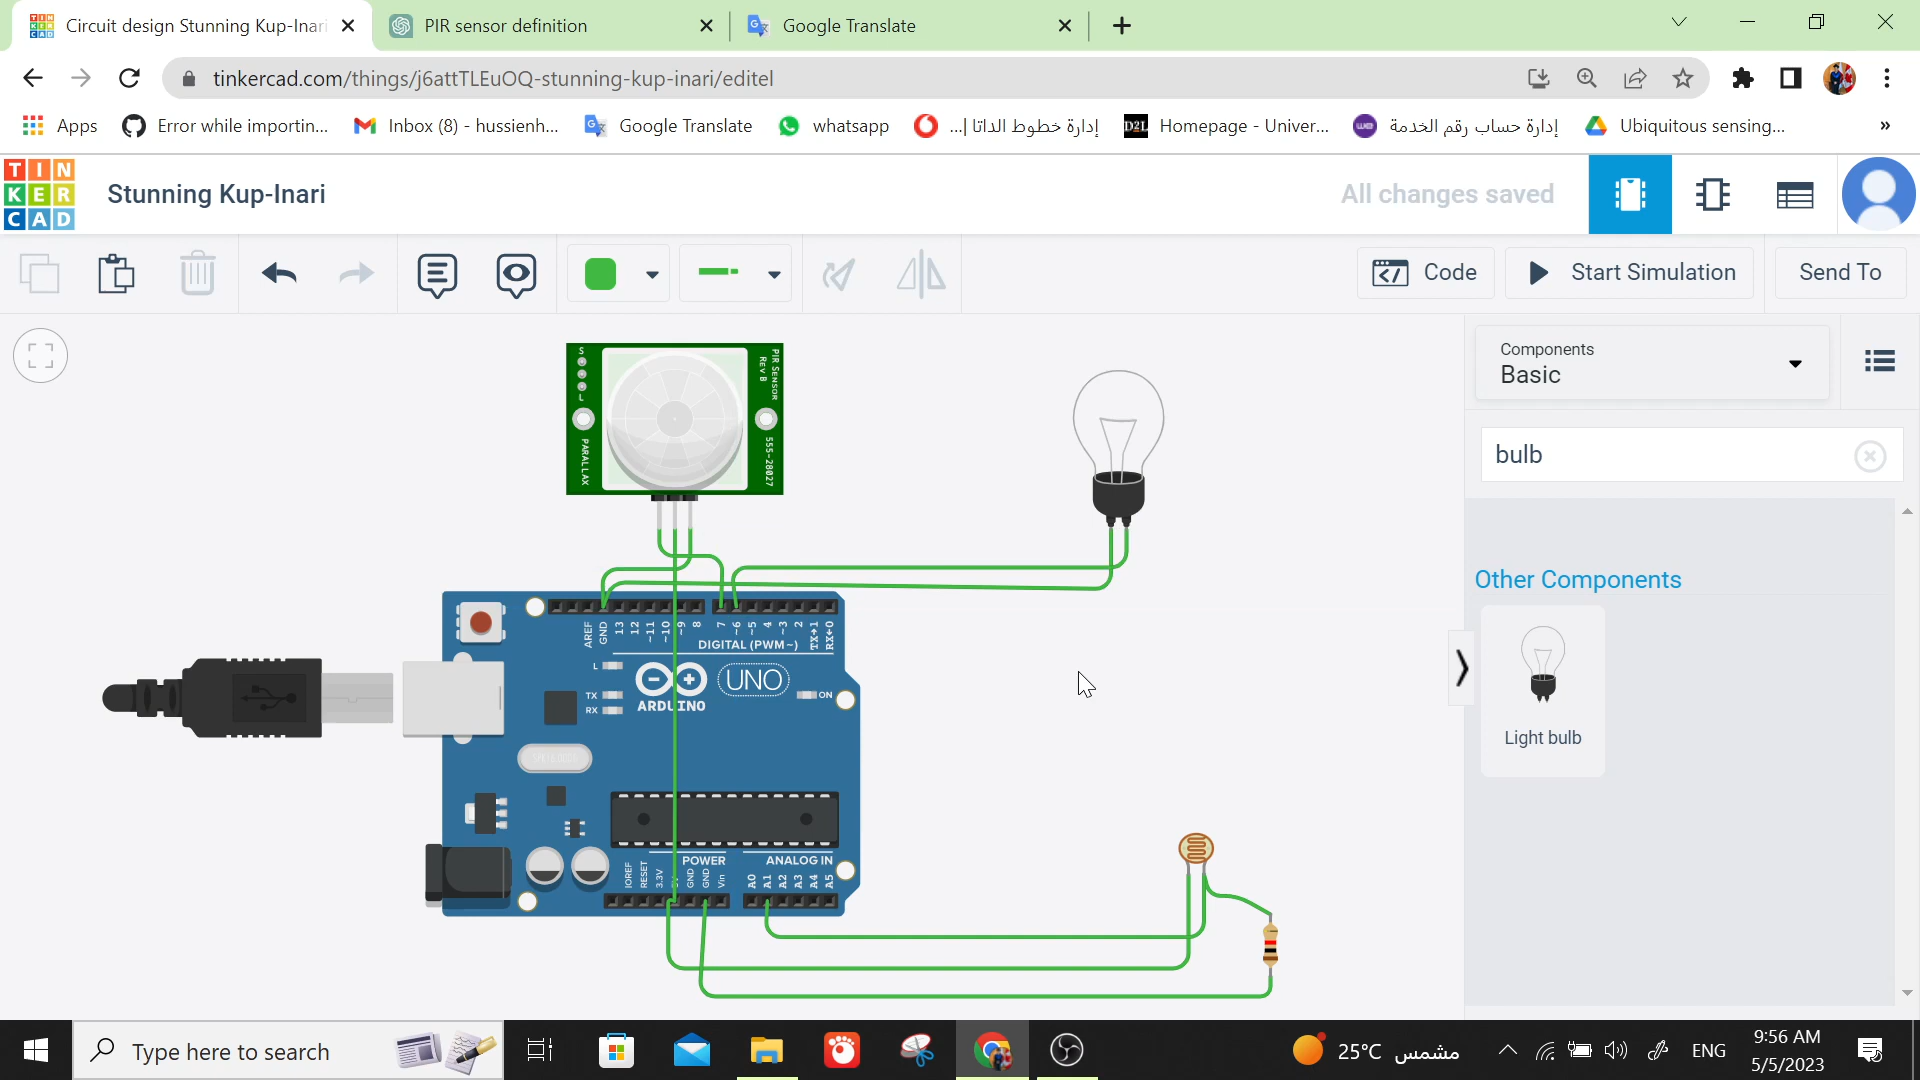 Circuit design Stunning Kup-Inari
PIR sensor definition
Google Translate
tinkercad.com/things/j6attTLEuOQ-stunning-kup-inari/editel
Apps
Error while importin...
Inbox (8) - hussienh...
Google Translate
whatsapp
إدارة خطوط الداتا |...
D2L
Homepage - Univer...
إدارة حساب رقم الخدمة
Ubiquitous sensing...
»
TIN
KER
CAD
Stunning Kup-Inari
All changes saved
Code
Start Simulation
Send To
Components
Basic
bulb
Other Components
Light bulb
S
L
PARALLAX
PIR SENSOR
REV B
555-28027
AREF
GND
13
12
~11
~10
~9
8
7
~6
~5
4
~3
2
TX→1
RX←0
DIGITAL (PWM~)
L
TX
RX
ARDUINO
UNO
ON
POWER
ANALOG IN
IOREF
RESET
3.3V
GND
GND
Vin
A0
A1
A2
A3
A4
A5
Type here to search
25°C مشمس
ENG
9:56 AM
5/5/2023